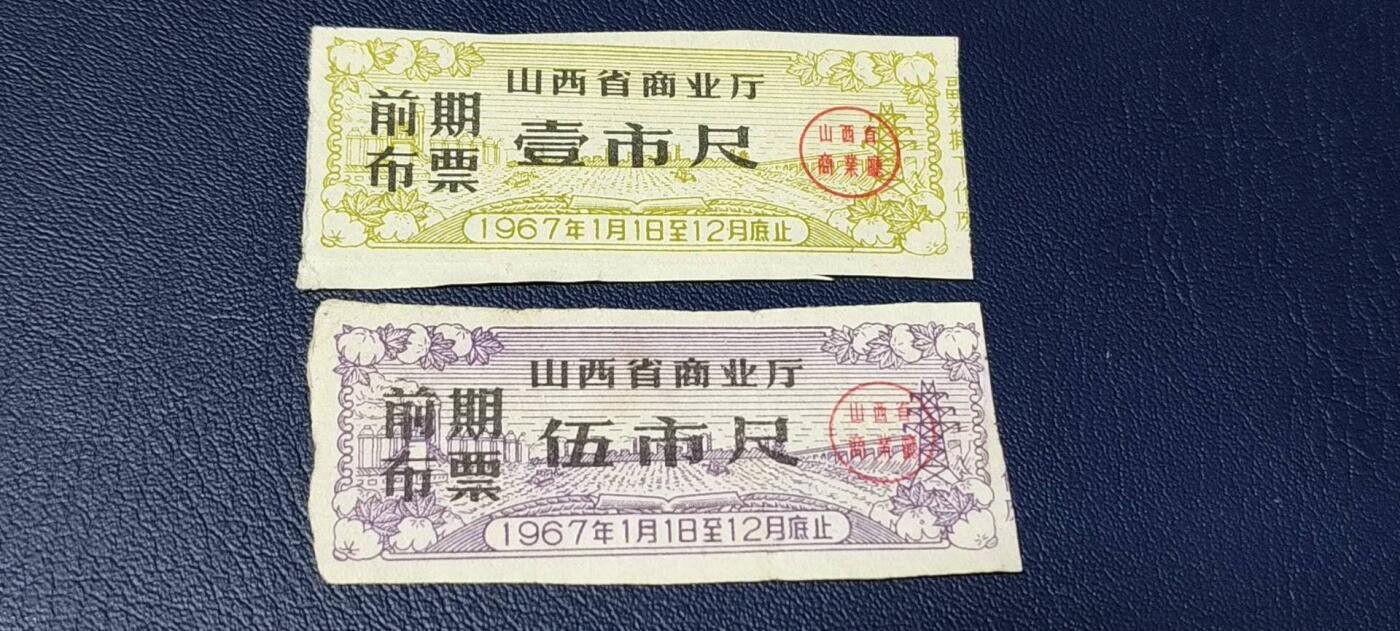 山西省商业厅
前期
布票
壹市尺
山西省
商業廳
1967年1月1日至12月底止
山西省商业厅
前期
布票
伍市尺
山西省
商業廳
1967年1月1日至12月底止